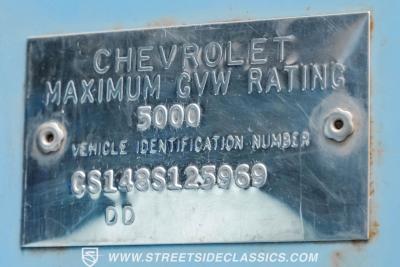 CHEVROLET
MAXIMUM GVW RATING
5000
VEHICLE IDENTIFICATION NUMBER
CS148S125969
DD
WWW.STREETSIDECLASSICS.COM